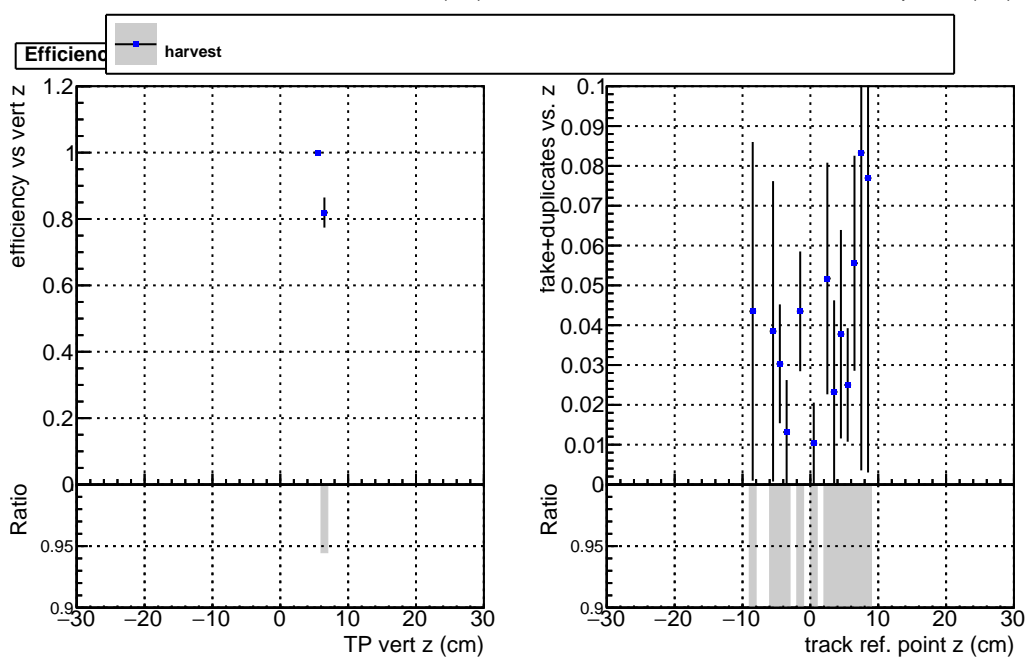 harvest
Efficienc
efficiency vs vert z
1.2
1
0.8
0.6
0.4
0.2
0
Ratio
0.95
0.9
−30 −20 −10 0 10 20 30
TP vert z (cm)
fake+duplicates vs. z
0.1
0.09
0.08
0.07
0.06
0.05
0.04
0.03
0.02
0.01
0
Ratio
0.95
0.9
−30 −20 −10 0 10 20 30
track ref. point z (cm)